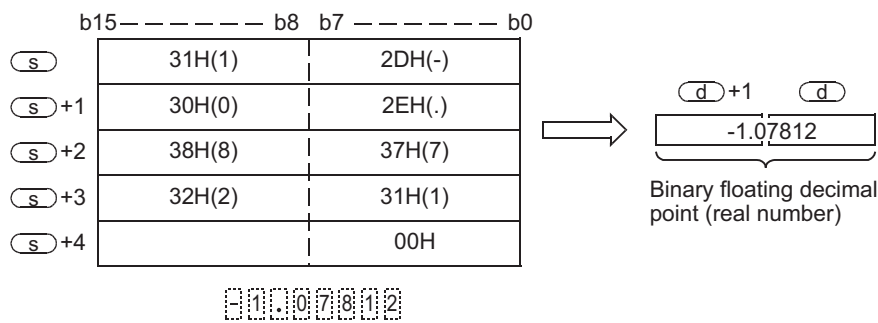 b15 b8 b7 b0
s 31H(1) 2DH(-)
s +1 30H(0) 2EH(.)
s +2 38H(8) 37H(7)
s +3 32H(2) 31H(1)
s +4 00H
d +1 d
-1.07812
Binary floating decimal
point (real number)
-1.07812